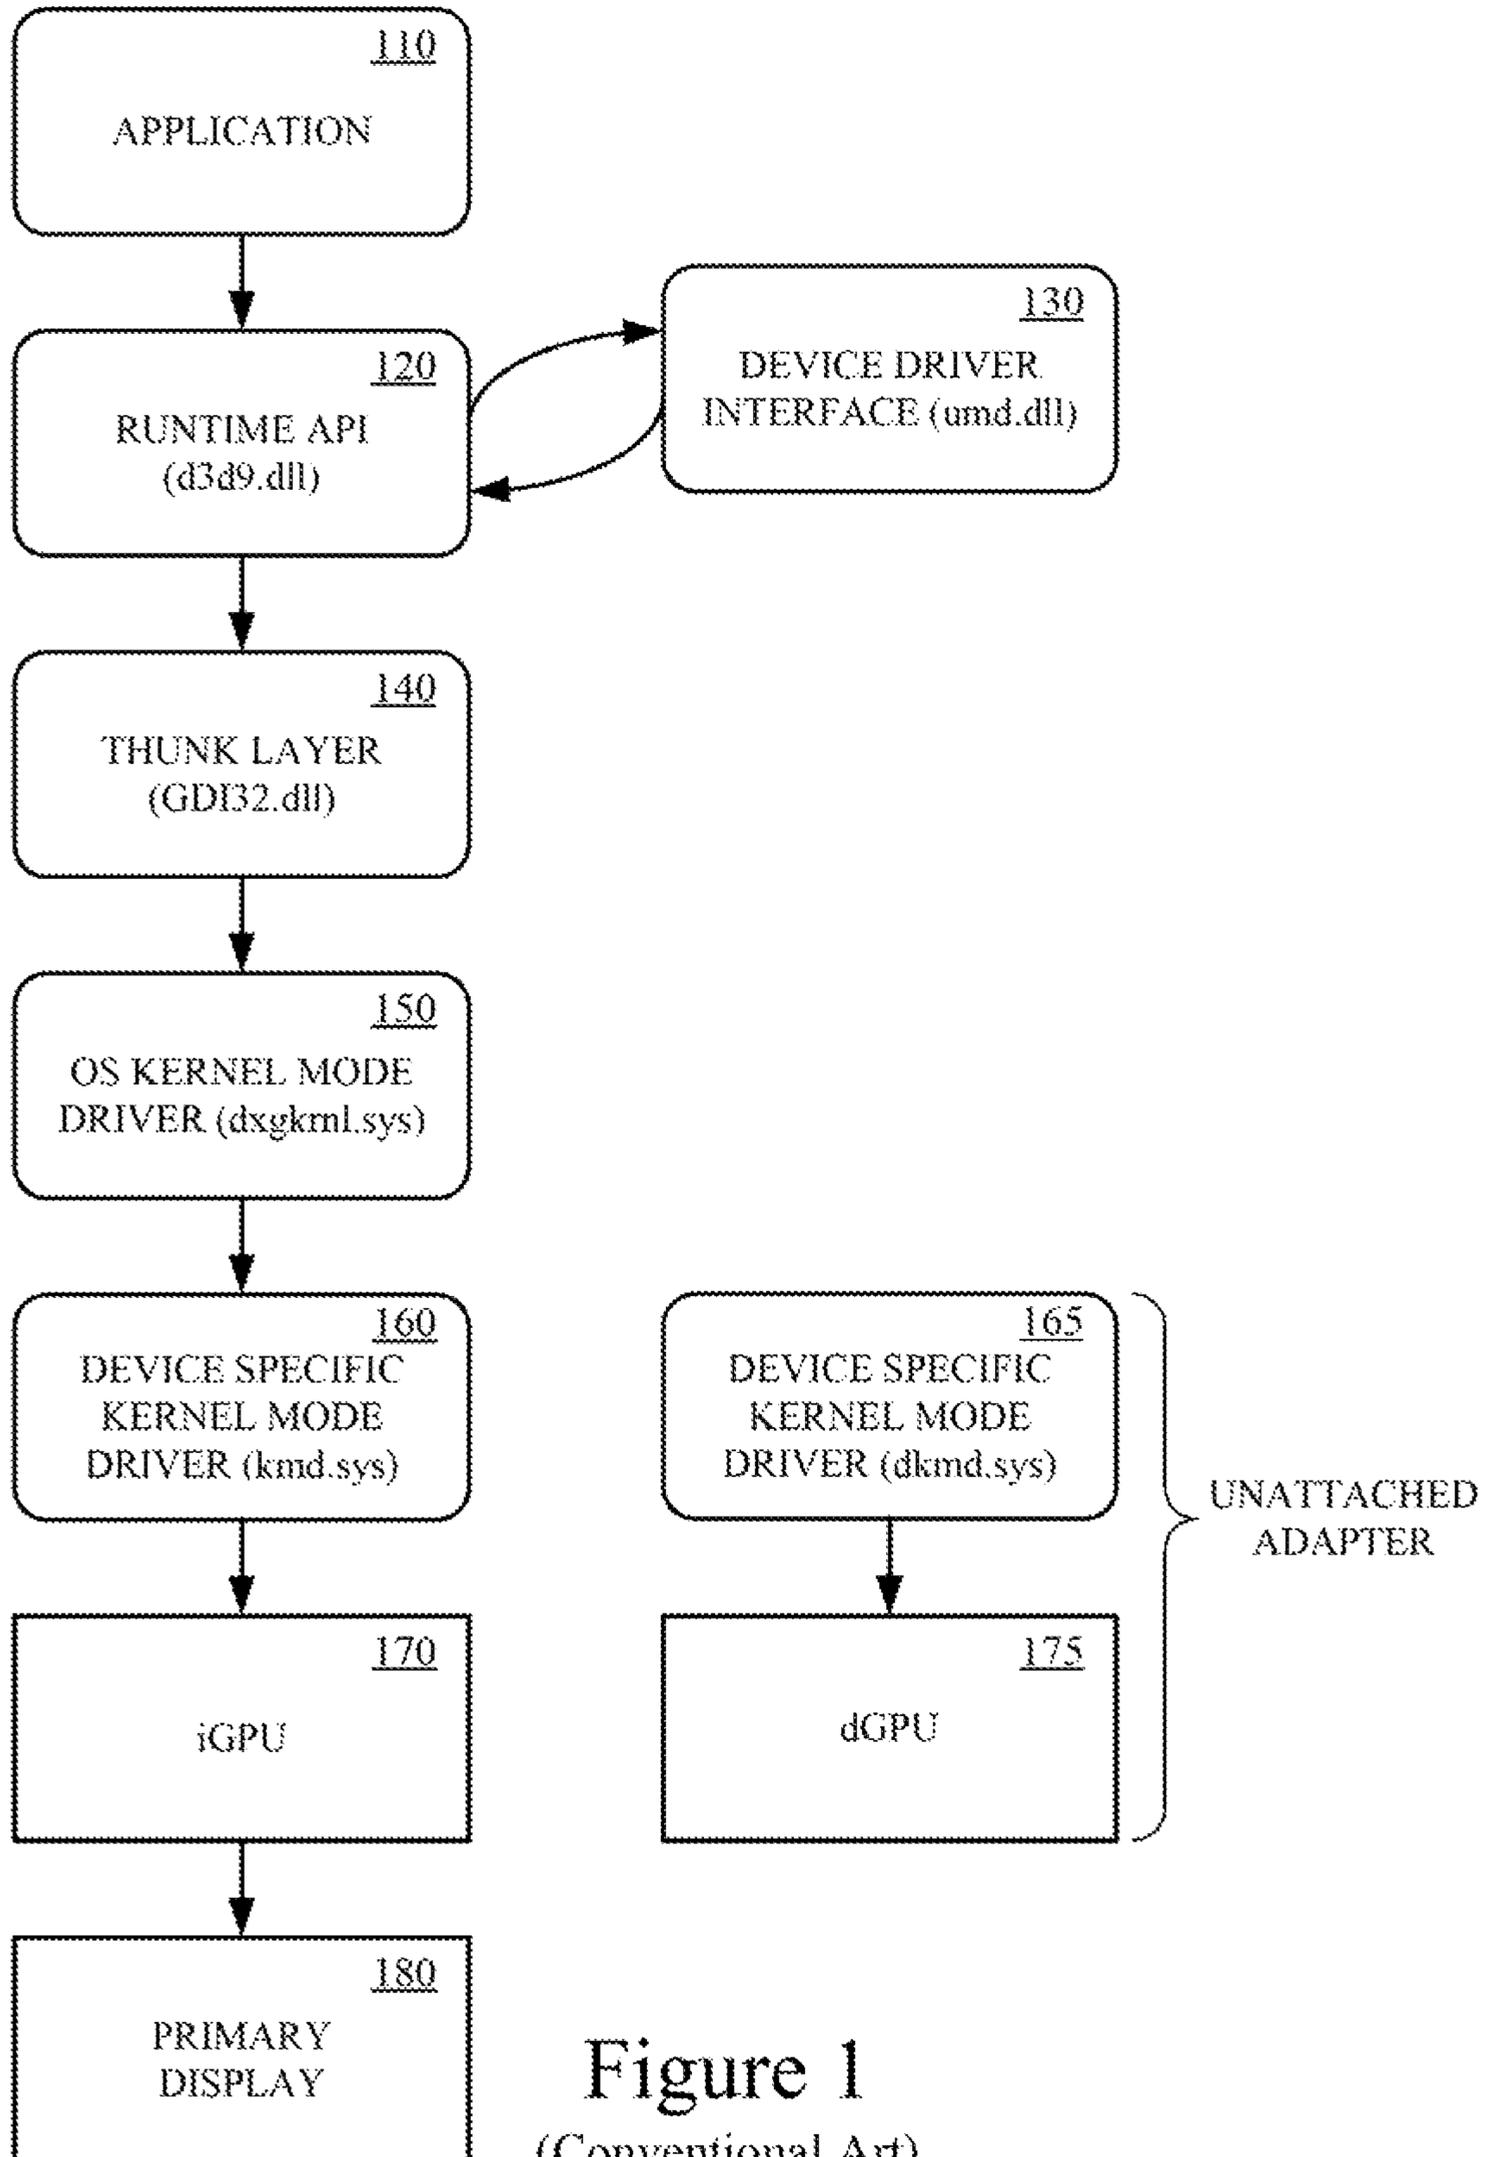 110
APPLICATION
120
RUNTIME API
(d3d9.dll)
130
DEVICE DRIVER
INTERFACE (umd.dll)
140
THUNK LAYER
(GDI32.dll)
150
OS KERNEL MODE
DRIVER (dxgkrnl.sys)
160
DEVICE SPECIFIC
KERNEL MODE
DRIVER (kmd.sys)
165
DEVICE SPECIFIC
KERNEL MODE
DRIVER (dkmd.sys)
UNATTACHED
ADAPTER
170
iGPU
175
dGPU
180
PRIMARY
DISPLAY
Figure 1
(Conventional Art)